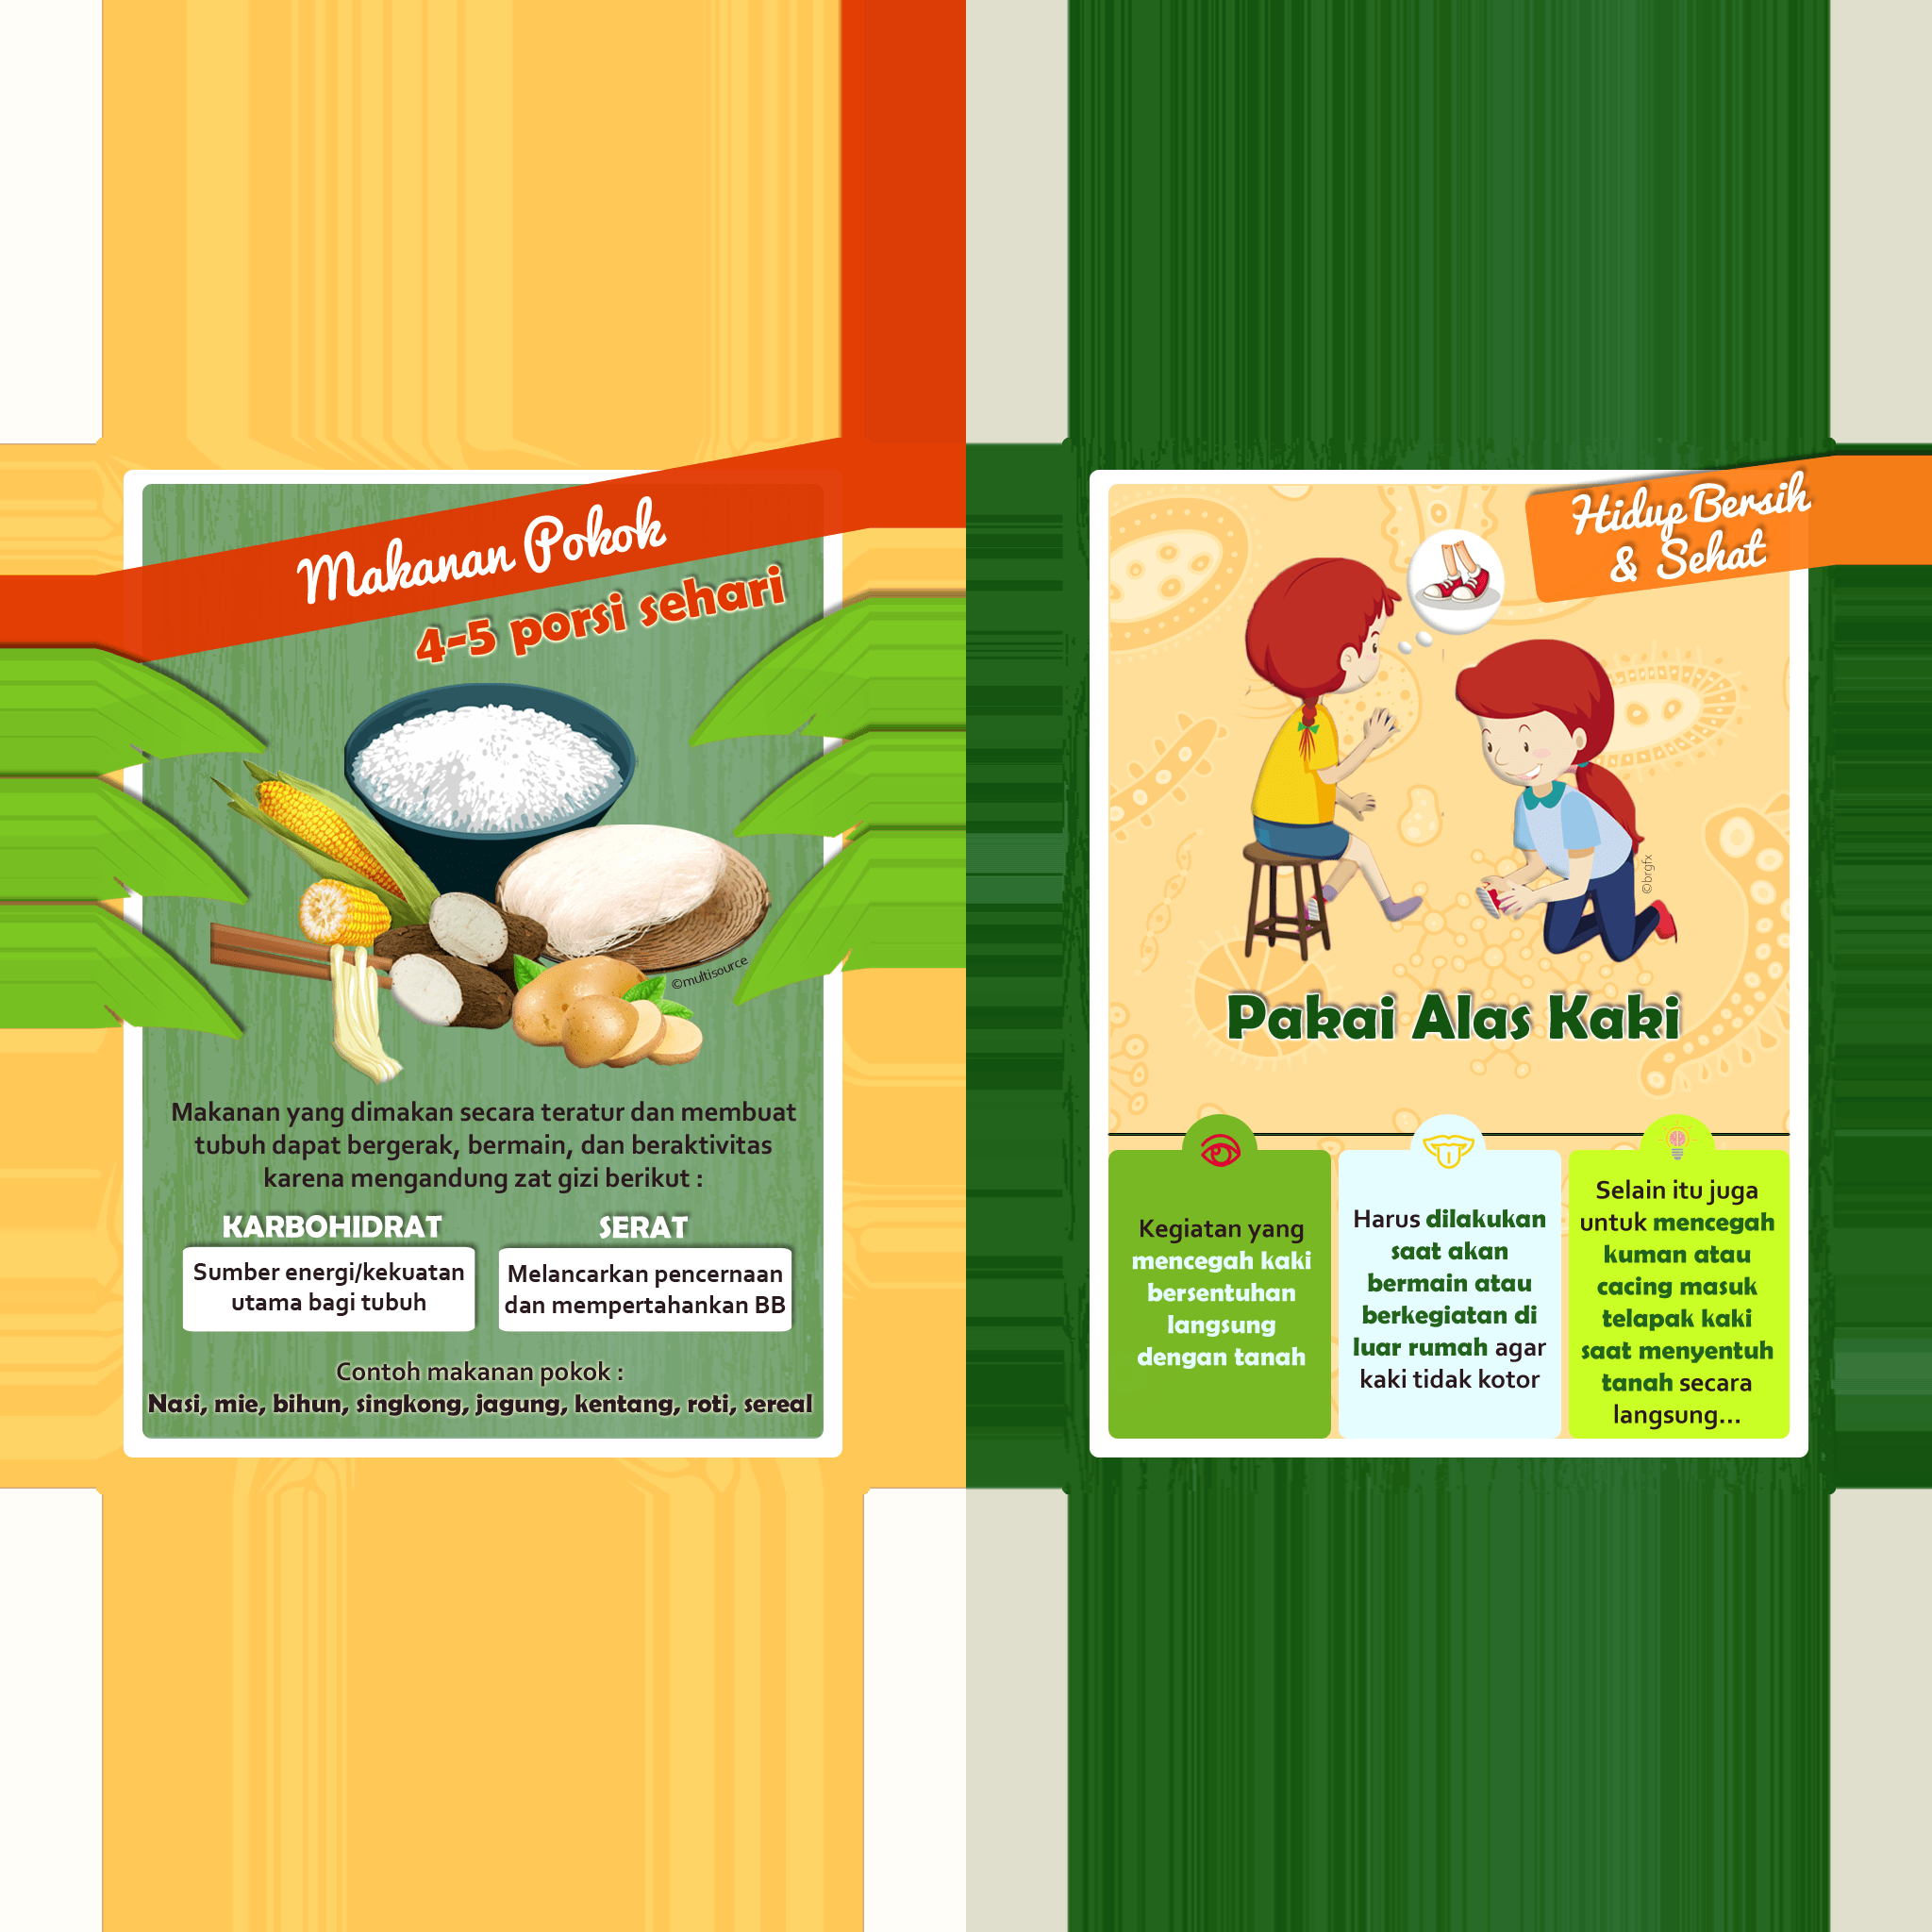 Makanan Pokok
4-5 porsi sehari
©multisource
Makanan yang dimakan secara teratur dan membuat
tubuh dapat bergerak, bermain, dan beraktivitas
karena mengandung zat gizi berikut :
KARBOHIDRAT
Sumber energi/kekuatan
utama bagi tubuh
SERAT
Melancarkan pencernaan
dan mempertahankan BB
Contoh makanan pokok :
Nasi, mie, bihun, singkong, jagung, kentang, roti, sereal
Hidup Bersih
& Sehat
©brgfx
Pakai Alas Kaki
Kegiatan yang
mencegah kaki
bersentuhan
langsung
dengan tanah
Harus dilakukan
saat akan
bermain atau
berkegiatan di
luar rumah agar
kaki tidak kotor
Selain itu juga
untuk mencegah
kuman atau
cacing masuk
telapak kaki
saat menyentuh
tanah secara
langsung...